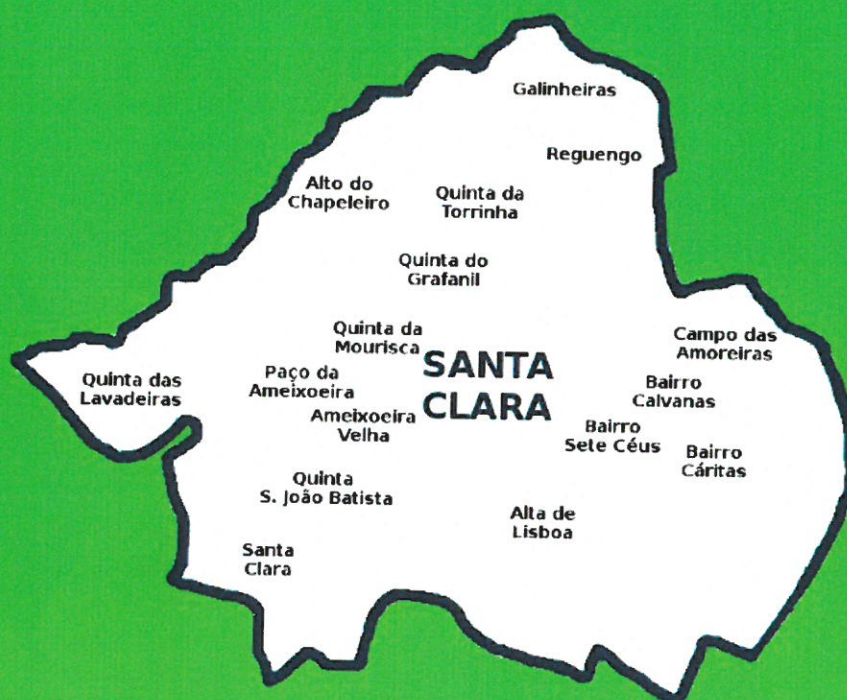 Galinheiras
Reguengo
Alto do
Chapeleiro
Quinta da
Torrinha
Quinta do
Grafanil
Quinta da
Mourisca
SANTA
CLARA
Campo das
Amoreiras
Quinta das
Lavadeiras
Paço da
Ameixoeira
Bairro
Calvanas
Ameixoeira
Velha
Bairro
Sete Céus
Bairro
Cáritas
Quinta
S. João Batista
Alta de
Lisboa
Santa
Clara